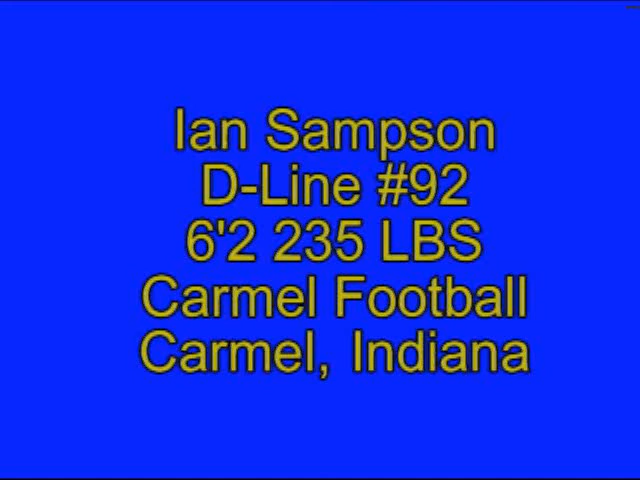 Ian Sampson
D-Line #92
6'2 235 LBS
Carmel Football
Carmel, Indiana